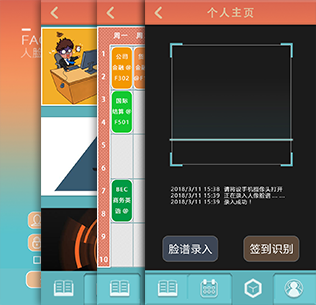 FAC
人脸
周一
周
1
2
3
4
5
6
7
8
9
10
公司
金融@
F302
国际
结算@
F501
BEC
商务英
语@
个人主页
2018/3/11 15:38 请将设手机摄像头打开
2018/3/11 15:39 正在录入人像脸谱……
2018/3/11 15:39 录入成功！
脸谱录入
签到识别